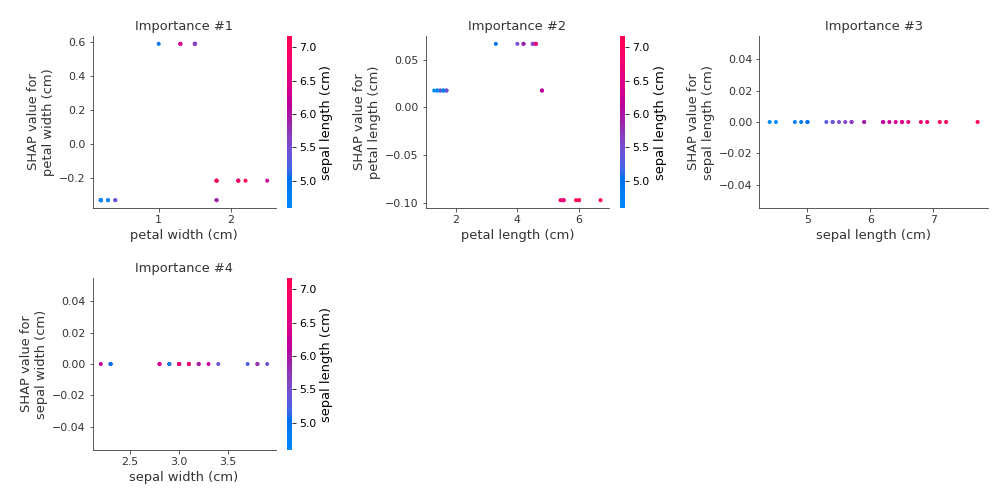 Importance #1
SHAP value for
petal width (cm)
0.6
0.4
0.2
0.0
−0.2
1
2
petal width (cm)
7.0
6.5
6.0
5.5
5.0
sepal length (cm)
Importance #2
SHAP value for
petal length (cm)
0.05
0.00
−0.05
−0.10
2
4
6
petal length (cm)
7.0
6.5
6.0
5.5
5.0
sepal length (cm)
Importance #3
SHAP value for
sepal length (cm)
0.04
0.02
0.00
−0.02
−0.04
5
6
7
sepal length (cm)
Importance #4
SHAP value for
sepal width (cm)
0.04
0.02
0.00
−0.02
−0.04
2.5
3.0
3.5
sepal width (cm)
7.0
6.5
6.0
5.5
5.0
sepal length (cm)